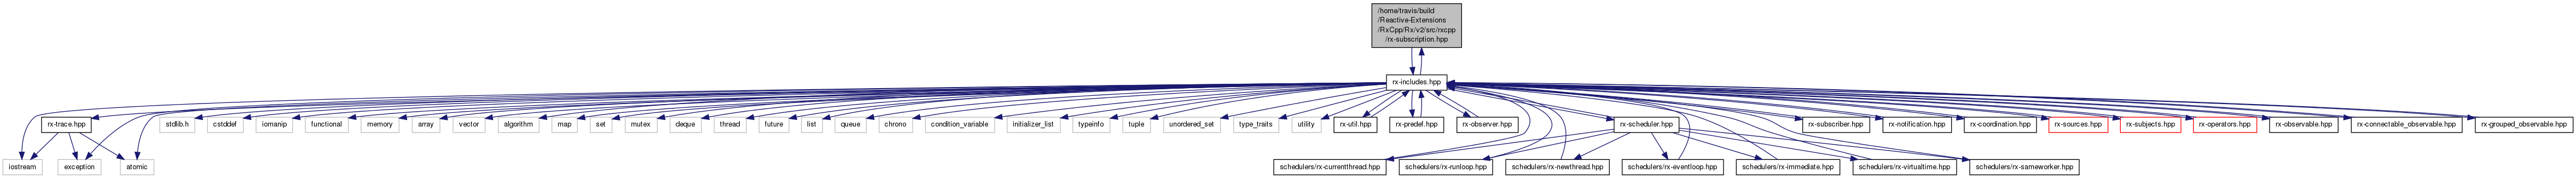 /home/travis/build
/Reactive-Extensions
/RxCpp/Rx/v2/src/rxcpp
/rx-subscription.hpp
rx-includes.hpp
rx-trace.hpp
stdlib.h
cstddef
iomanip
functional
memory
array
vector
algorithm
map
set
mutex
deque
thread
future
list
queue
chrono
condition_variable
initializer_list
typeinfo
tuple
unordered_set
type_traits
utility
rx-util.hpp
rx-predef.hpp
rx-observer.hpp
rx-scheduler.hpp
rx-subscriber.hpp
rx-notification.hpp
rx-coordination.hpp
rx-sources.hpp
rx-subjects.hpp
rx-operators.hpp
rx-observable.hpp
rx-connectable_observable.hpp
rx-grouped_observable.hpp
iostream
exception
atomic
schedulers/rx-currentthread.hpp
schedulers/rx-runloop.hpp
schedulers/rx-newthread.hpp
schedulers/rx-eventloop.hpp
schedulers/rx-immediate.hpp
schedulers/rx-virtualtime.hpp
schedulers/rx-sameworker.hpp